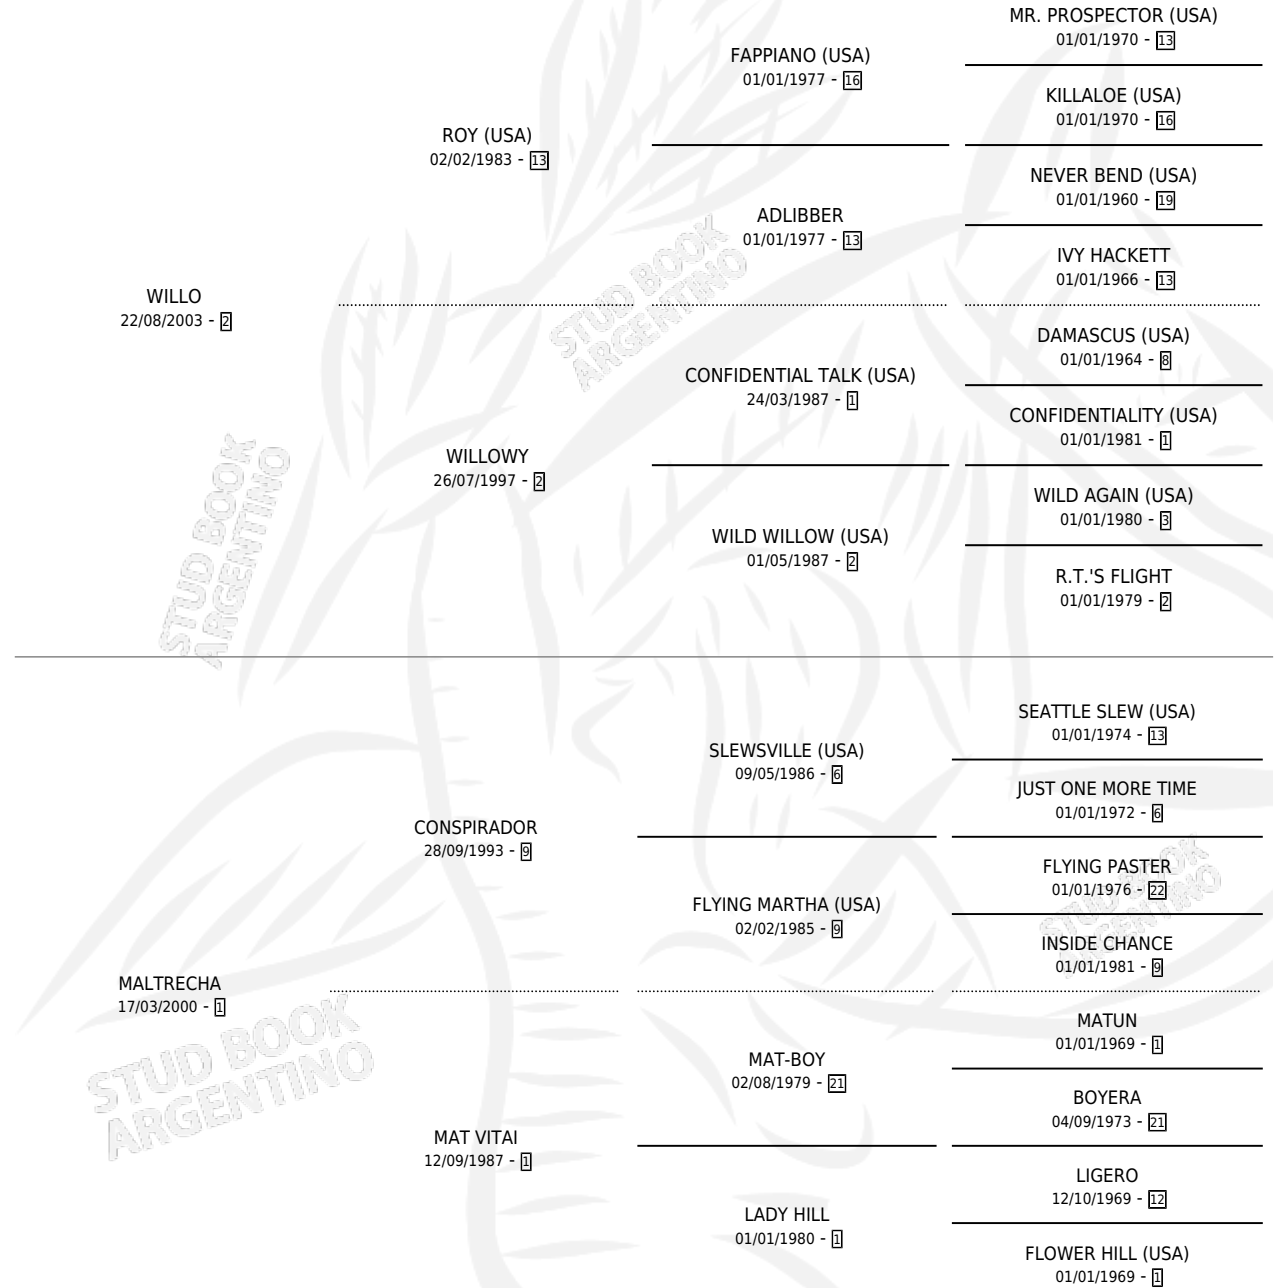 MR. PROSPECTOR (USA)
01/01/1970 - 13
FAPPIANO (USA)
01/01/1977 - 16
KILLALOE (USA)
01/01/1970 - 16
ROY (USA)
02/02/1983 - 13
NEVER BEND (USA)
01/01/1960 - 19
ADLIBBER
01/01/1977 - 13
IVY HACKETT
01/01/1966 - 13
WILLO
22/08/2003 - 2
DAMASCUS (USA)
01/01/1964 - 8
CONFIDENTIAL TALK (USA)
24/03/1987 - 1
CONFIDENTIALITY (USA)
01/01/1981 - 1
WILLOWY
26/07/1997 - 2
WILD AGAIN (USA)
01/01/1980 - 3
WILD WILLOW (USA)
01/05/1987 - 2
R.T.'S FLIGHT
01/01/1979 - 2
SEATTLE SLEW (USA)
01/01/1974 - 13
SLEWSVILLE (USA)
09/05/1986 - 6
JUST ONE MORE TIME
01/01/1972 - 6
CONSPIRADOR
28/09/1993 - 9
FLYING PASTER
01/01/1976 - 22
FLYING MARTHA (USA)
02/02/1985 - 9
INSIDE CHANCE
01/01/1981 - 9
MALTRECHA
17/03/2000 - 1
MATUN
01/01/1969 - 1
MAT-BOY
02/08/1979 - 21
BOYERA
04/09/1973 - 21
MAT VITAI
12/09/1987 - 1
LIGERO
12/10/1969 - 12
LADY HILL
01/01/1980 - 1
FLOWER HILL (USA)
01/01/1969 - 1
STUD BOOK
ARGENTINO
STUD BOOK
ARGENTINO
STUD BOOK
ARGENTINO
STUD BOOK
ARGENTINO